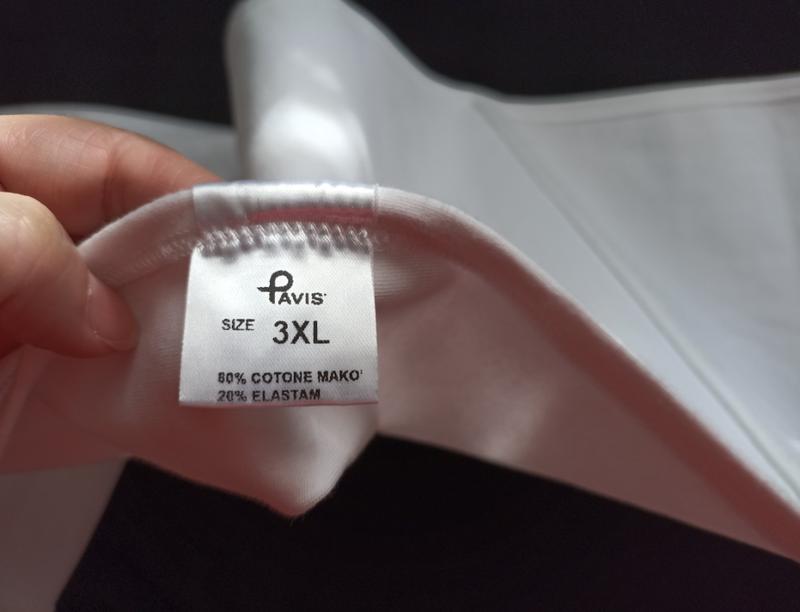 PAVIS
SIZE 3XL
80% COTONE MAKO'
20% ELASTAM